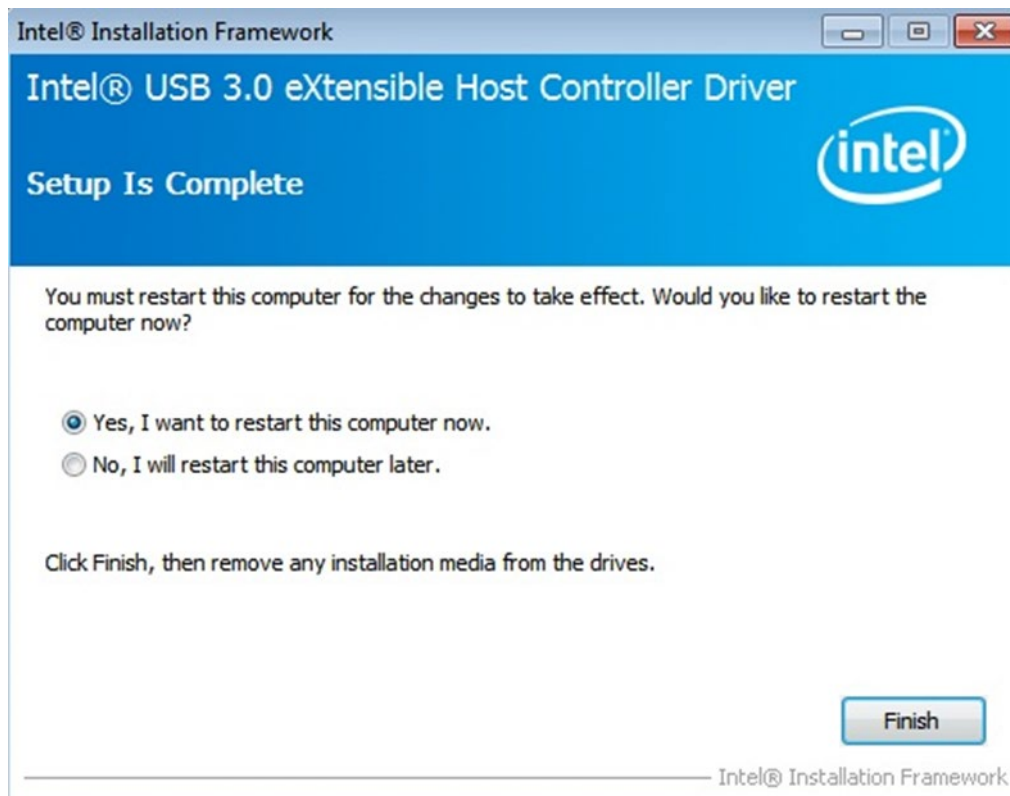 Intel® Installation Framework
Intel® USB 3.0 eXtensible Host Controller Driver
intel
Setup Is Complete
You must restart this computer for the changes to take effect. Would you like to restart the
computer now?
Yes, I want to restart this computer now.
No, I will restart this computer later.
Click Finish, then remove any installation media from the drives.
Finish
Intel® Installation Framework